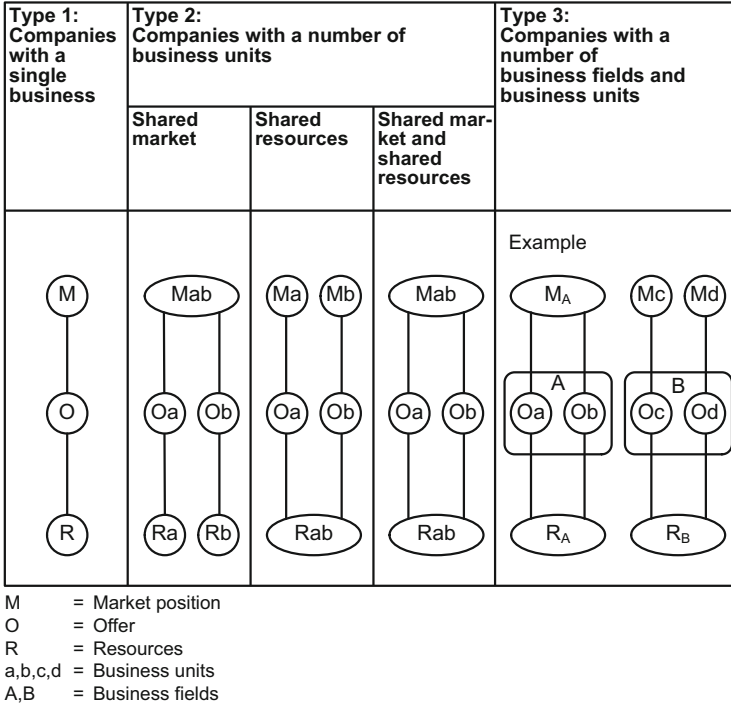 Type 1:
Companies
with a
single
business
Type 2:
Companies with a number of
business units
Type 3:
Companies with a
number of
business fields and
business units
Shared
market
Shared
resources
Shared mar-
ket and
shared
resources
Example
M Mab Ma Mb Mab M_A Mc Md
A B
O Oa Ob Oa Ob Oa Ob Oa Ob Oc Od
R Ra Rb Rab Rab R_A R_B
M = Market position
O = Offer
R = Resources
a,b,c,d = Business units
A,B = Business fields